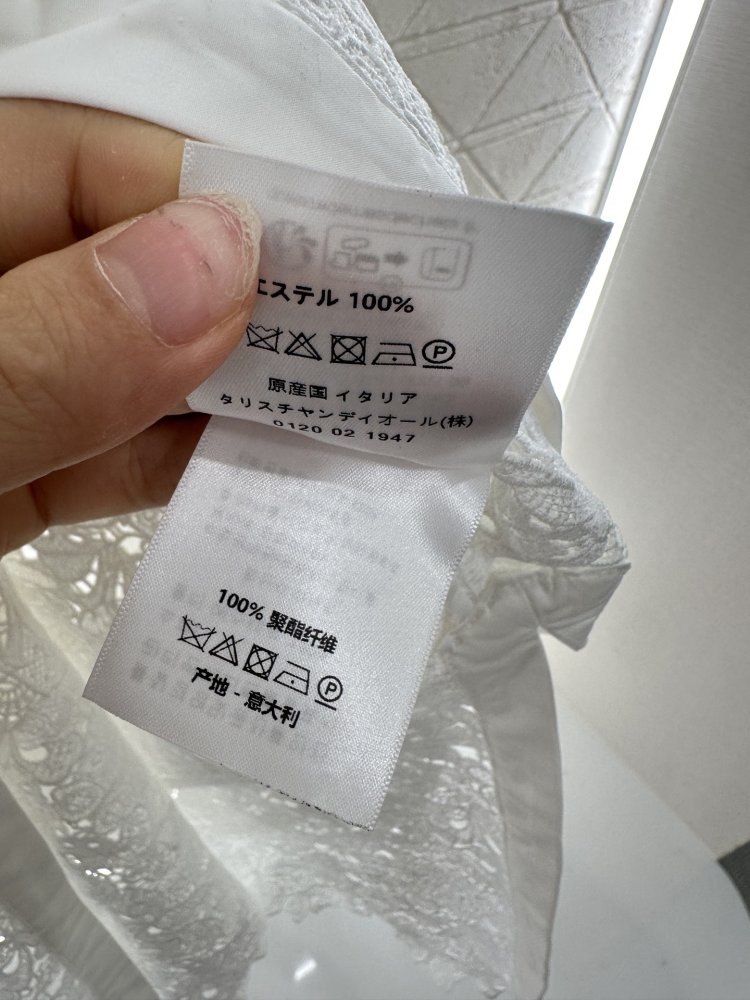 エステル 100%
P
原産国 イタリア
タリスチャンディオール(株)
0120 02 1947
100% 聚酯纤维
P
产地 - 意大利